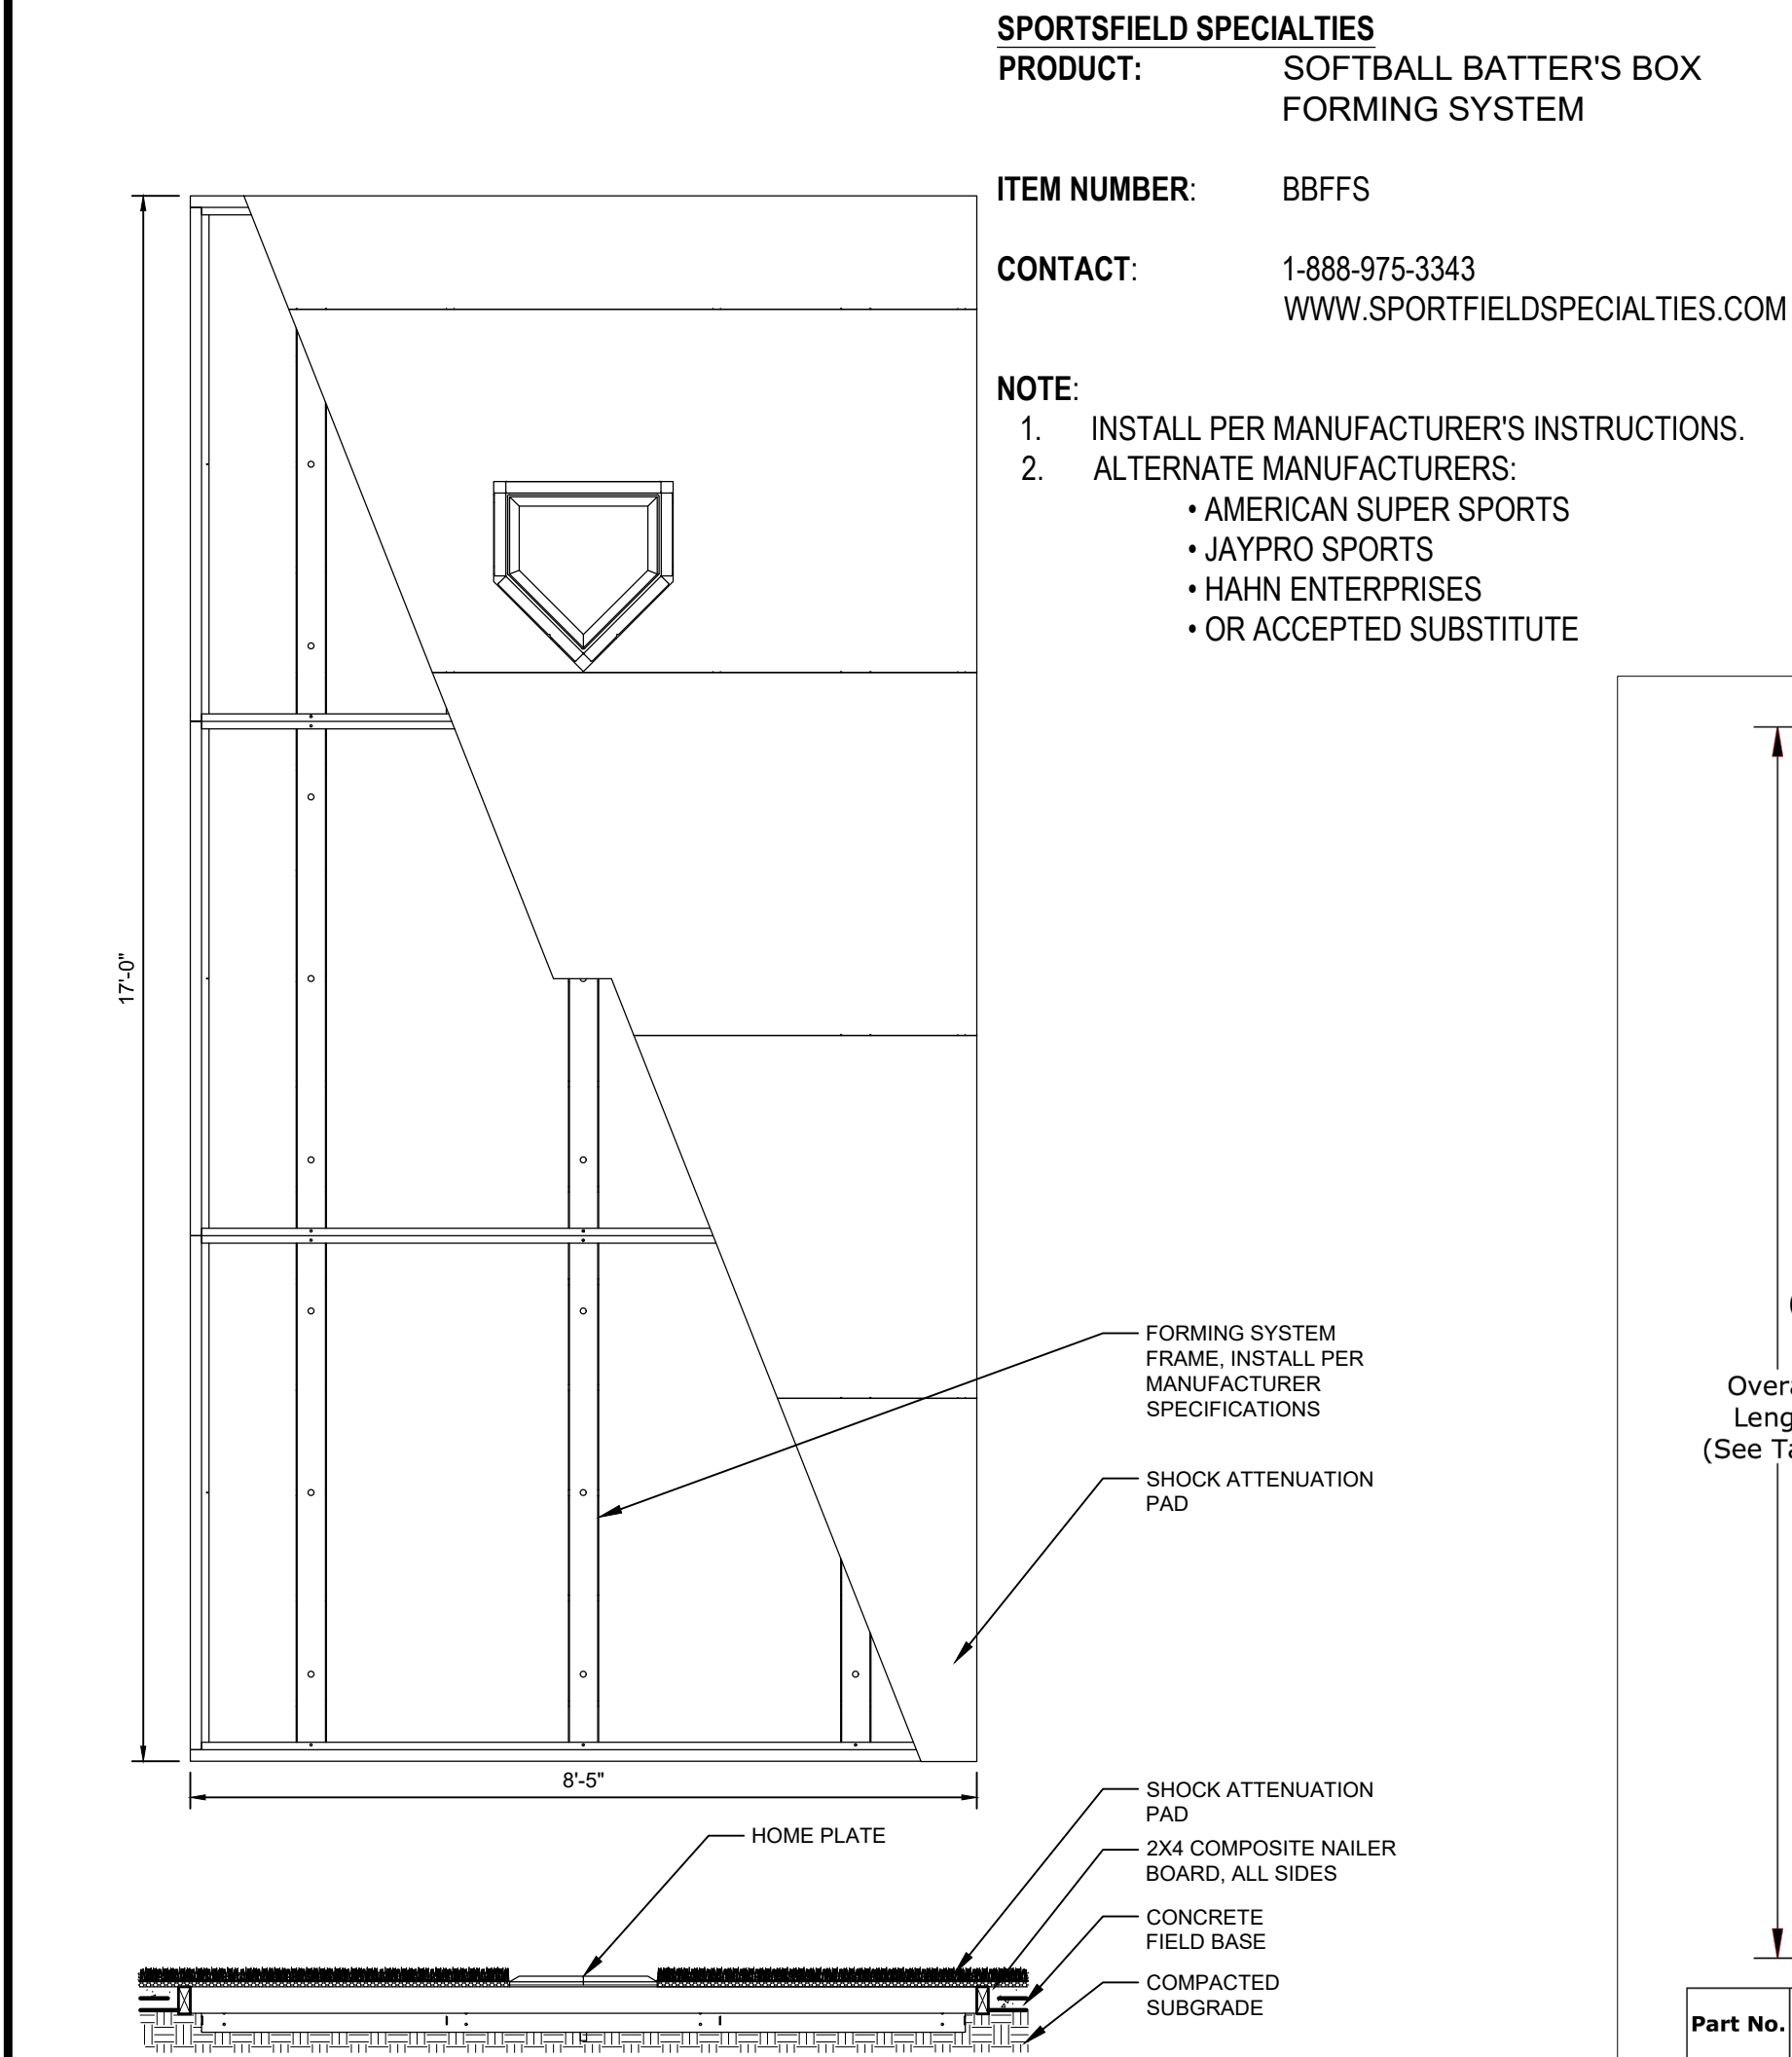 SPORTSFIELD SPECIALTIES
PRODUCT: SOFTBALL BATTER'S BOX
FORMING SYSTEM
ITEM NUMBER: BBFFS
CONTACT: 1-888-975-3343
WWW.SPORTFIELDSPECIALTIES.COM
NOTE:
1. INSTALL PER MANUFACTURER'S INSTRUCTIONS.
2. ALTERNATE MANUFACTURERS:
• AMERICAN SUPER SPORTS
• JAYPRO SPORTS
• HAHN ENTERPRISES
• OR ACCEPTED SUBSTITUTE
17'-0"
FORMING SYSTEM
FRAME, INSTALL PER
MANUFACTURER
SPECIFICATIONS
SHOCK ATTENUATION
PAD
8'-5"
HOME PLATE
SHOCK ATTENUATION
PAD
2X4 COMPOSITE NAILER
BOARD, ALL SIDES
CONCRETE
FIELD BASE
COMPACTED
SUBGRADE
(See
Part No.